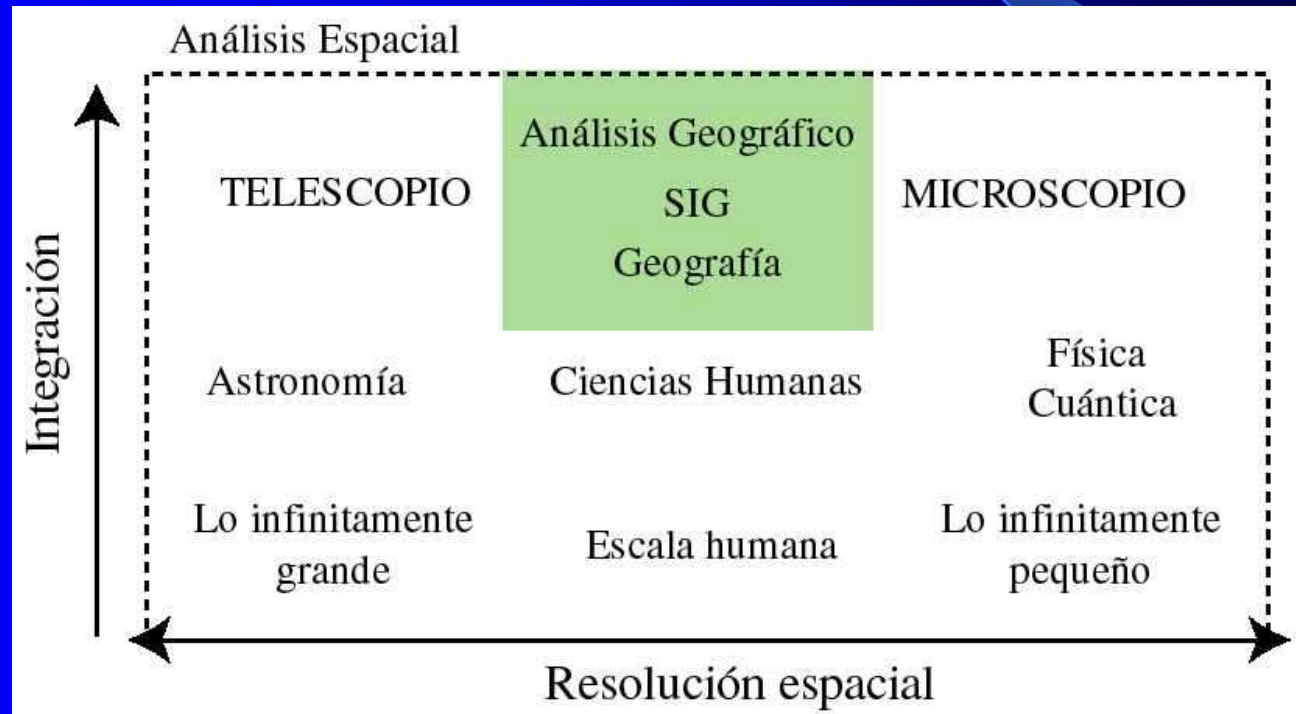 Análisis Espacial
Análisis Geográfico
TELESCOPIO
SIG
MICROSCOPIO
Geografía
Integración
Astronomía
Ciencias Humanas
Física
Cuántica
Lo infinitamente
grande
Escala humana
Lo infinitamente
pequeño
Resolución espacial